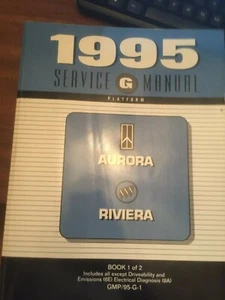 1995
SERVICE G MANUAL
PLATFORM
AURORA
RIVIERA
BOOK 1 of 2
Includes all except Driveability and
Emissions (6E) Electrical Diagnosis (8A)
GMP/95-G-1